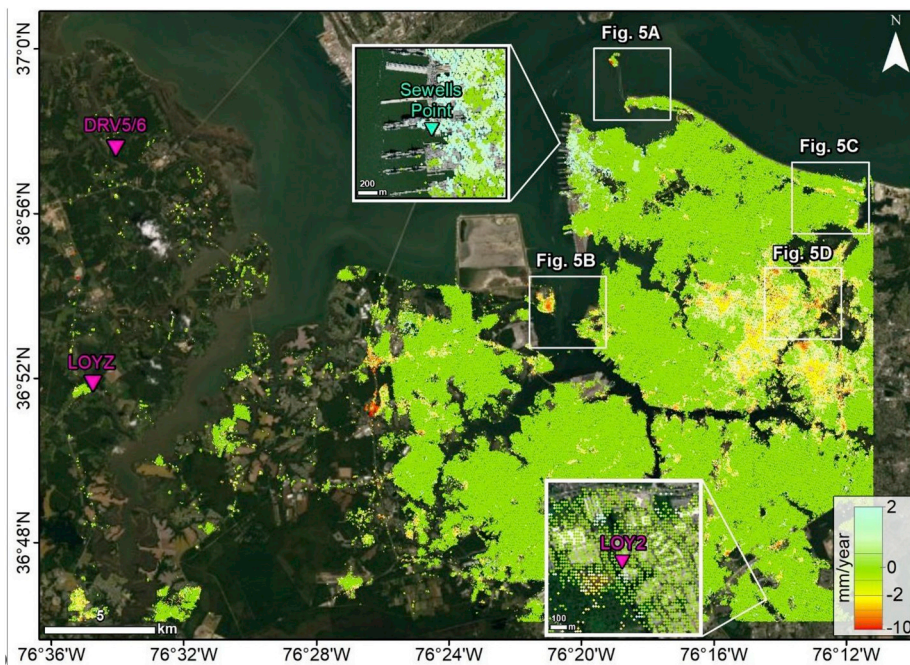 N
37°0'N
Fig. 5A
Sewells
Point
DRV5/6
200
m
Fig. 5C
36°56'N
Fig. 5B
Fig. 5D
LOYZ
36°52'N
LOY2
36°48'N
2
0
-2
-10
mm/year
100
m
5
km
76°36'W 76°32'W 76°28'W 76°24'W 76°20'W 76°16'W 76°12'W